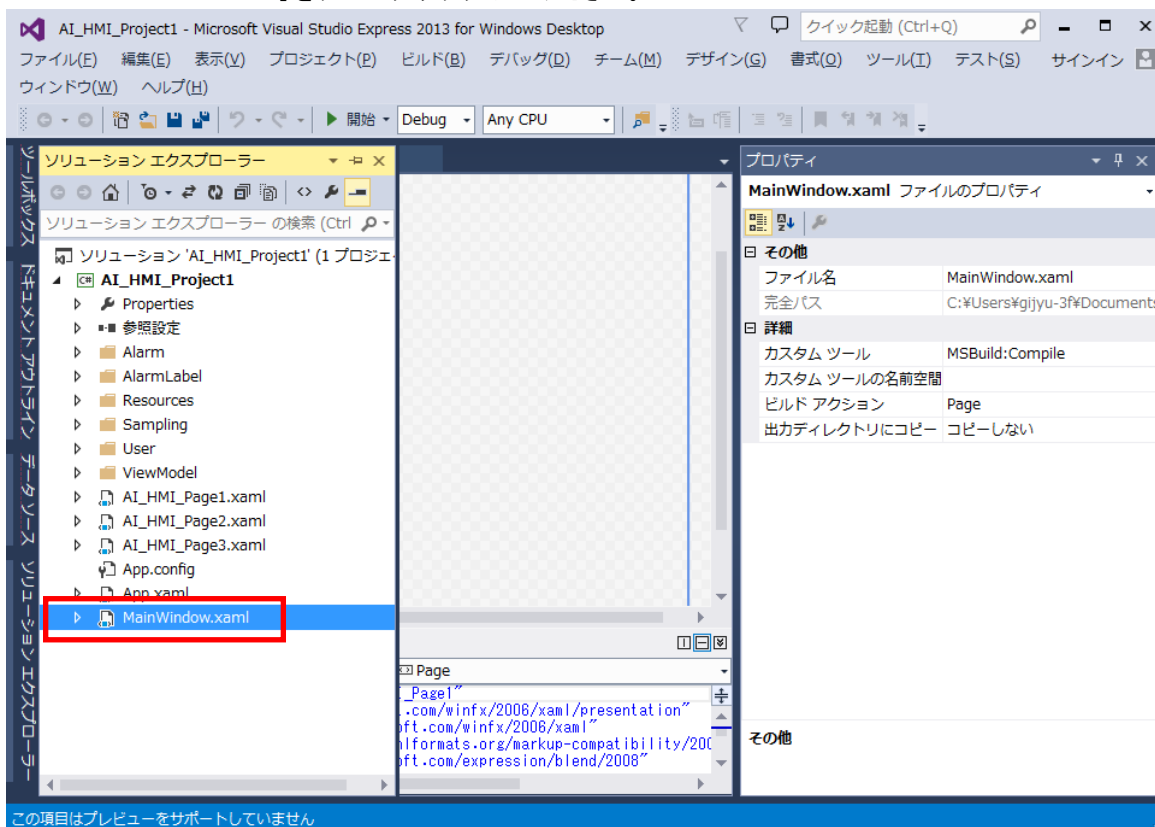 AI_HMI_Project1 - Microsoft Visual Studio Express 2013 for Windows Desktop
クイック起動 (Ctrl+Q)
ファイル(F) 編集(E) 表示(V) プロジェクト(P) ビルド(B) デバッグ(D) チーム(M) デザイン(G) 書式(O) ツール(T) テスト(S) サインイン
ウィンドウ(W) ヘルプ(H)
開始 Debug Any CPU
ツールボックス
ドキュメント アウトライン
データ ソース
ソリューション エクスプローラー
ソリューション エクスプローラー
ソリューション エクスプローラー の検索 (Ctrl
ソリューション 'AI_HMI_Project1' (1 プロジェ
C# AI_HMI_Project1
Properties
参照設定
Alarm
AlarmLabel
Resources
Sampling
User
ViewModel
AI_HMI_Page1.xaml
AI_HMI_Page2.xaml
AI_HMI_Page3.xaml
App.config
App.xaml
MainWindow.xaml
Page
_Page1"
.com/winfx/2006/xaml/presentation"
oft.com/winfx/2006/xaml"
lformats.org/markup-compatibility/200
oft.com/expression/blend/2008"
プロパティ
MainWindow.xaml ファイルのプロパティ
その他
ファイル名 MainWindow.xaml
完全パス C:¥Users¥gijyu-3f¥Documents
詳細
カスタム ツール MSBuild:Compile
カスタム ツールの名前空間
ビルド アクション Page
出力ディレクトリにコピー コピーしない
その他
この項目はプレビューをサポートしていません